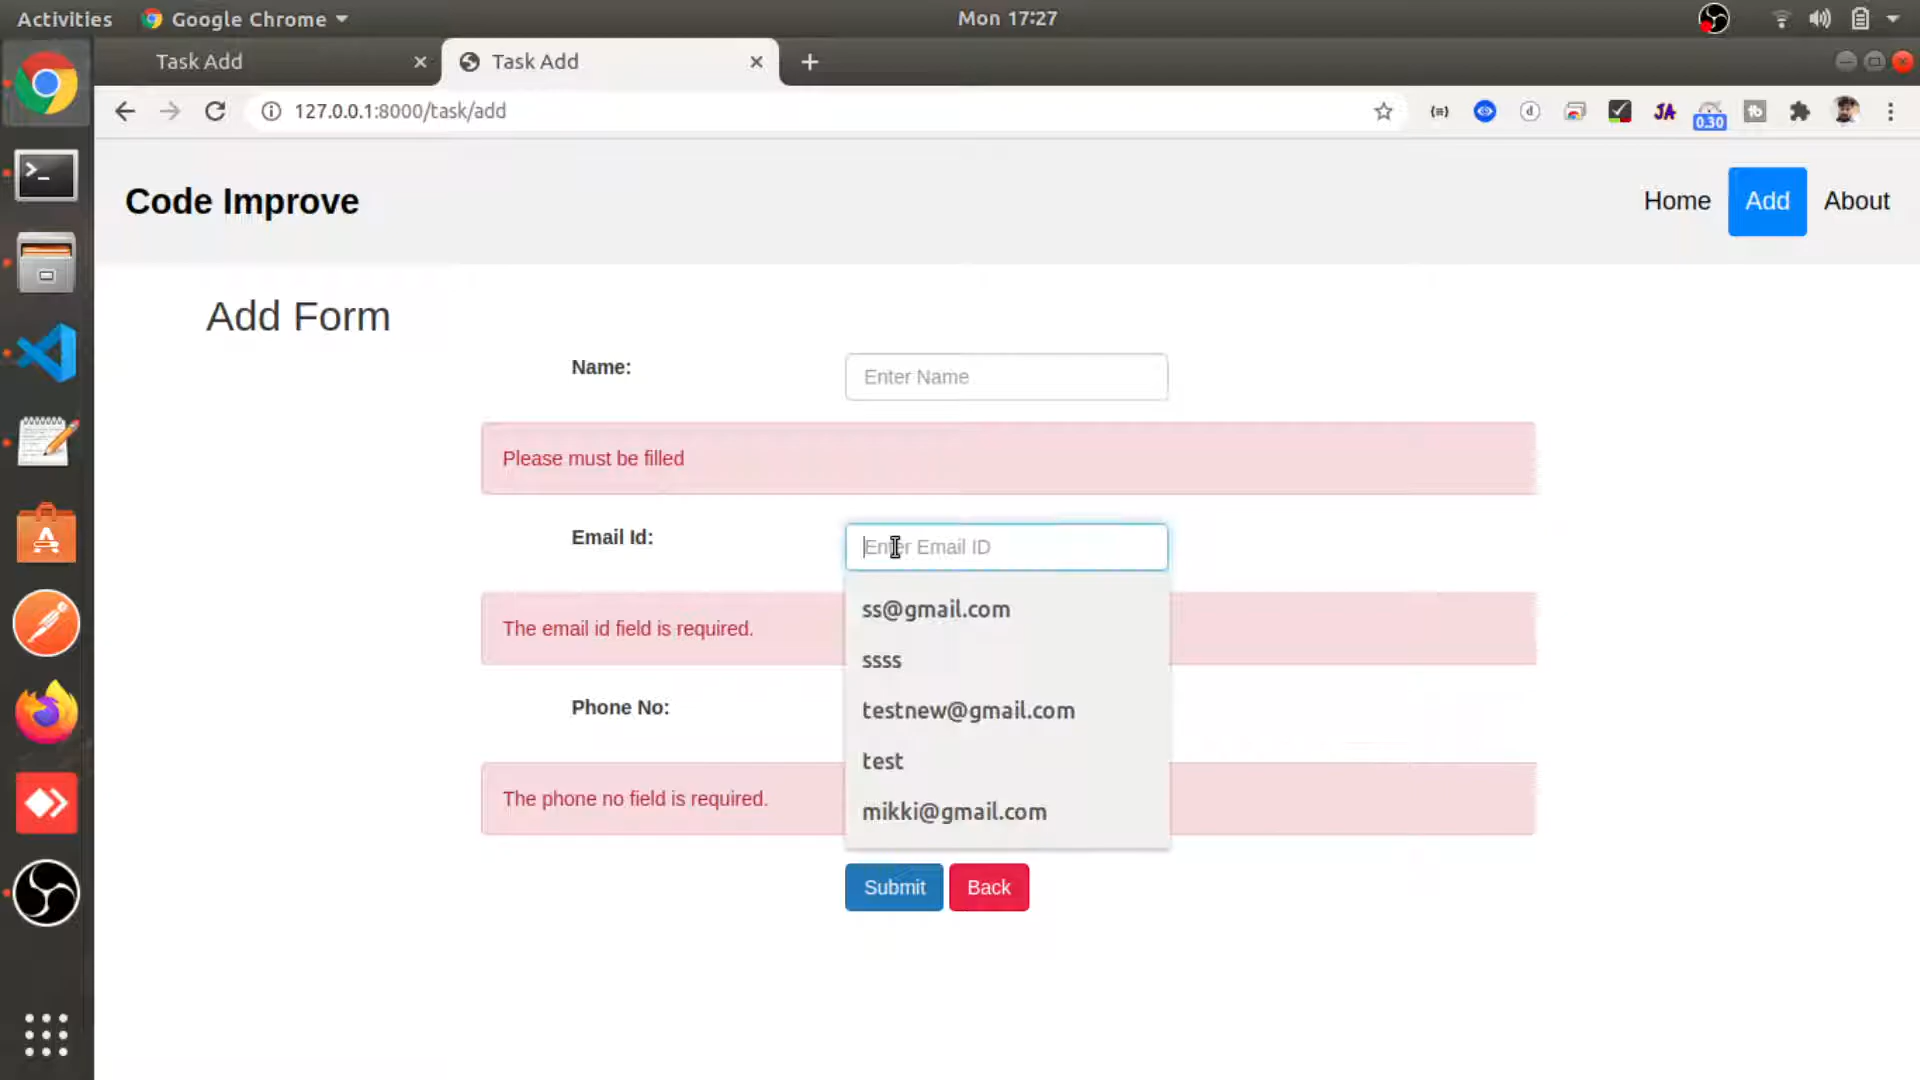 Activities Google Chrome Mon 17:27
Task Add Task Add
127.0.0.1:8000/task/add JA 0.30
Code Improve Home Add About
Add Form
Name: Enter Name
Please must be filled
Email Id: Enter Email ID
ss@gmail.com
The email id field is required.
ssss
Phone No: testnew@gmail.com
test
The phone no field is required. mikki@gmail.com
Submit Back